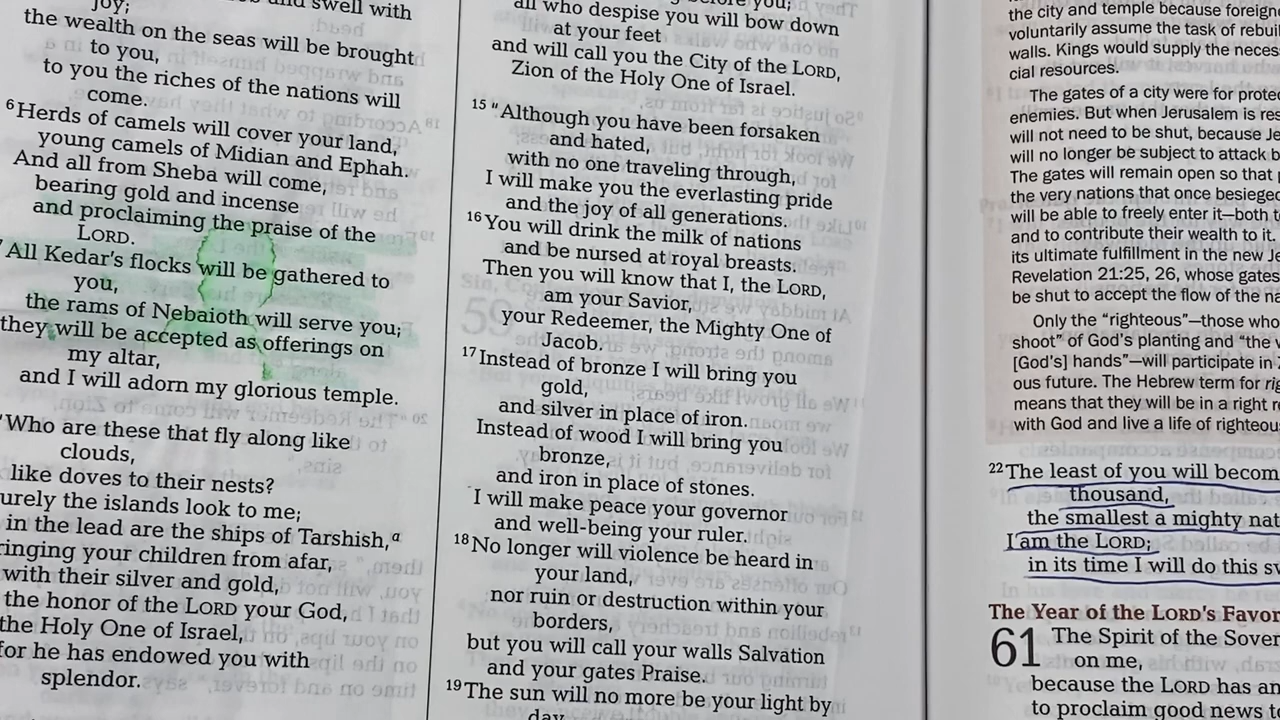 joy;
swell with
the wealth on the seas will be brought
to you,
to you the riches of the nations will
come.
6 Herds of camels will cover your land,
young camels of Midian and Ephah.
And all from Sheba will come,
bearing gold and incense
and proclaiming the praise of the
LORD.
All Kedar's flocks will be gathered to
you,
the rams of Nebaioth will serve you;
they will be accepted as offerings on
my altar,
and I will adorn my glorious temple.
"Who are these that fly along like
clouds,
like doves to their nests?
urely the islands look to me;
in the lead are the ships of Tarshish,a
ringing your children from afar,
with their silver and gold,
the honor of the LORD your God,
the Holy One of Israel,
for he has endowed you with
splendor.
all who despise you will bow down
at your feet
and will call you the City of the LORD,
Zion of the Holy One of Israel.
15 "Although you have been forsaken
and hated,
with no one traveling through,
I will make you the everlasting pride
and the joy of all generations.
16 You will drink the milk of nations
and be nursed at royal breasts.
Then you will know that I, the LORD,
am your Savior,
your Redeemer, the Mighty One of
Jacob.
17 Instead of bronze I will bring you
gold,
and silver in place of iron.
Instead of wood I will bring you
bronze,
and iron in place of stones.
I will make peace your governor
and well-being your ruler.
18 No longer will violence be heard in
your land,
nor ruin or destruction within your
borders,
but you will call your walls Salvation
and your gates Praise.
19 The sun will no more be your light by
day,
the city and temple because foreign
voluntarily assume the task of rebuil
walls. Kings would supply the neces
cial resources.
The gates of a city were for prote
enemies. But when Jerusalem is res
will not need to be shut, because Je
will no longer be subject to attack b
The gates will remain open so that
the very nations that once besieged
will be able to freely enter it—both t
and to contribute their wealth to it.
its ultimate fulfillment in the new Je
Revelation 21:25, 26, whose gates
be shut to accept the flow of the na
Only the "righteous"—those who
shoot" of God's planting and "the
[God's] hands"—will participate in
ous future. The Hebrew term for
means that they will be in a right r
with God and live a life of righteou
22 The least of you will becom
thousand,
the smallest a mighty nat
I am the LORD;
in its time I will do this sw
The Year of the LORD's Favor
61 The Spirit of the Sover
on me,
because the LORD has an
to proclaim good news to